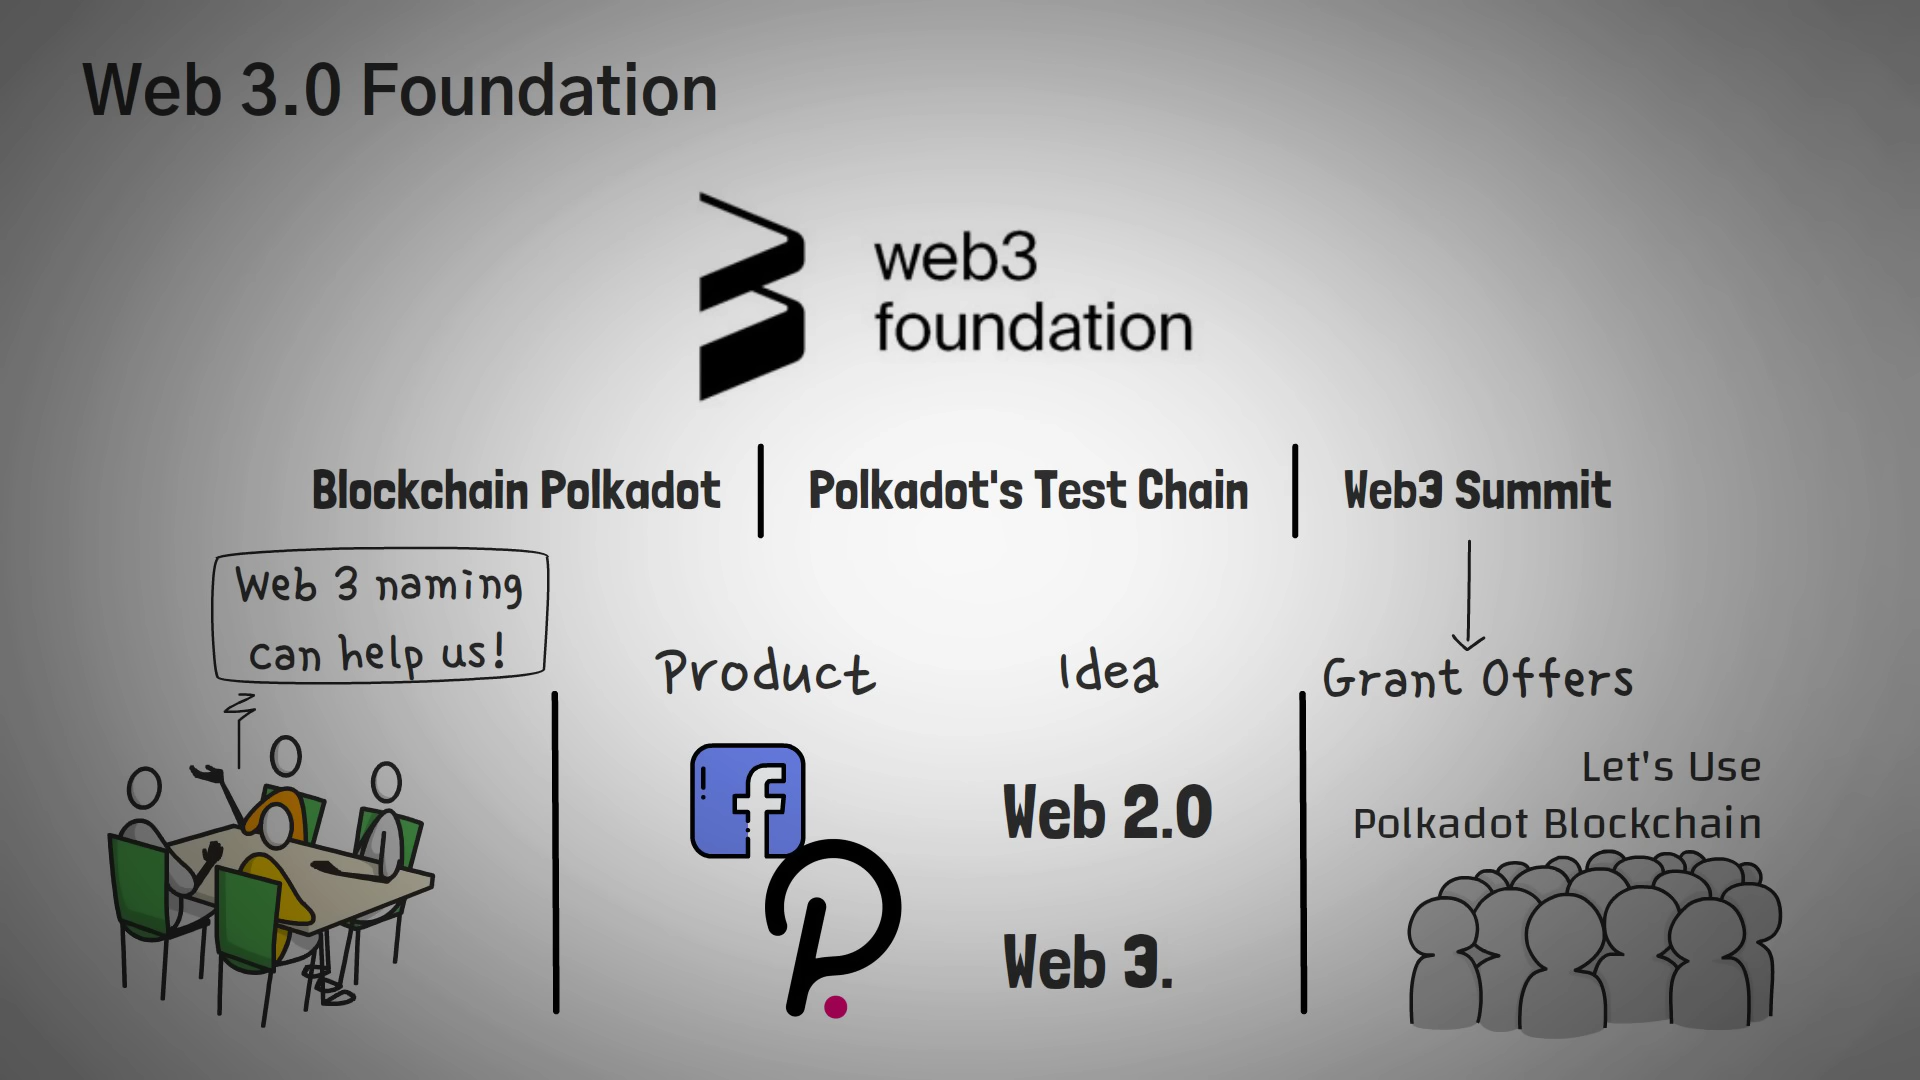 Web 3.0 Foundation
web3
foundation
Blockchain Polkadot
Polkadot's Test Chain
Web3 Summit
Web 3 naming
can help us!
Product
Idea
Grant Offers
Web 2.0
Web 3.
Let's Use
Polkadot Blockchain